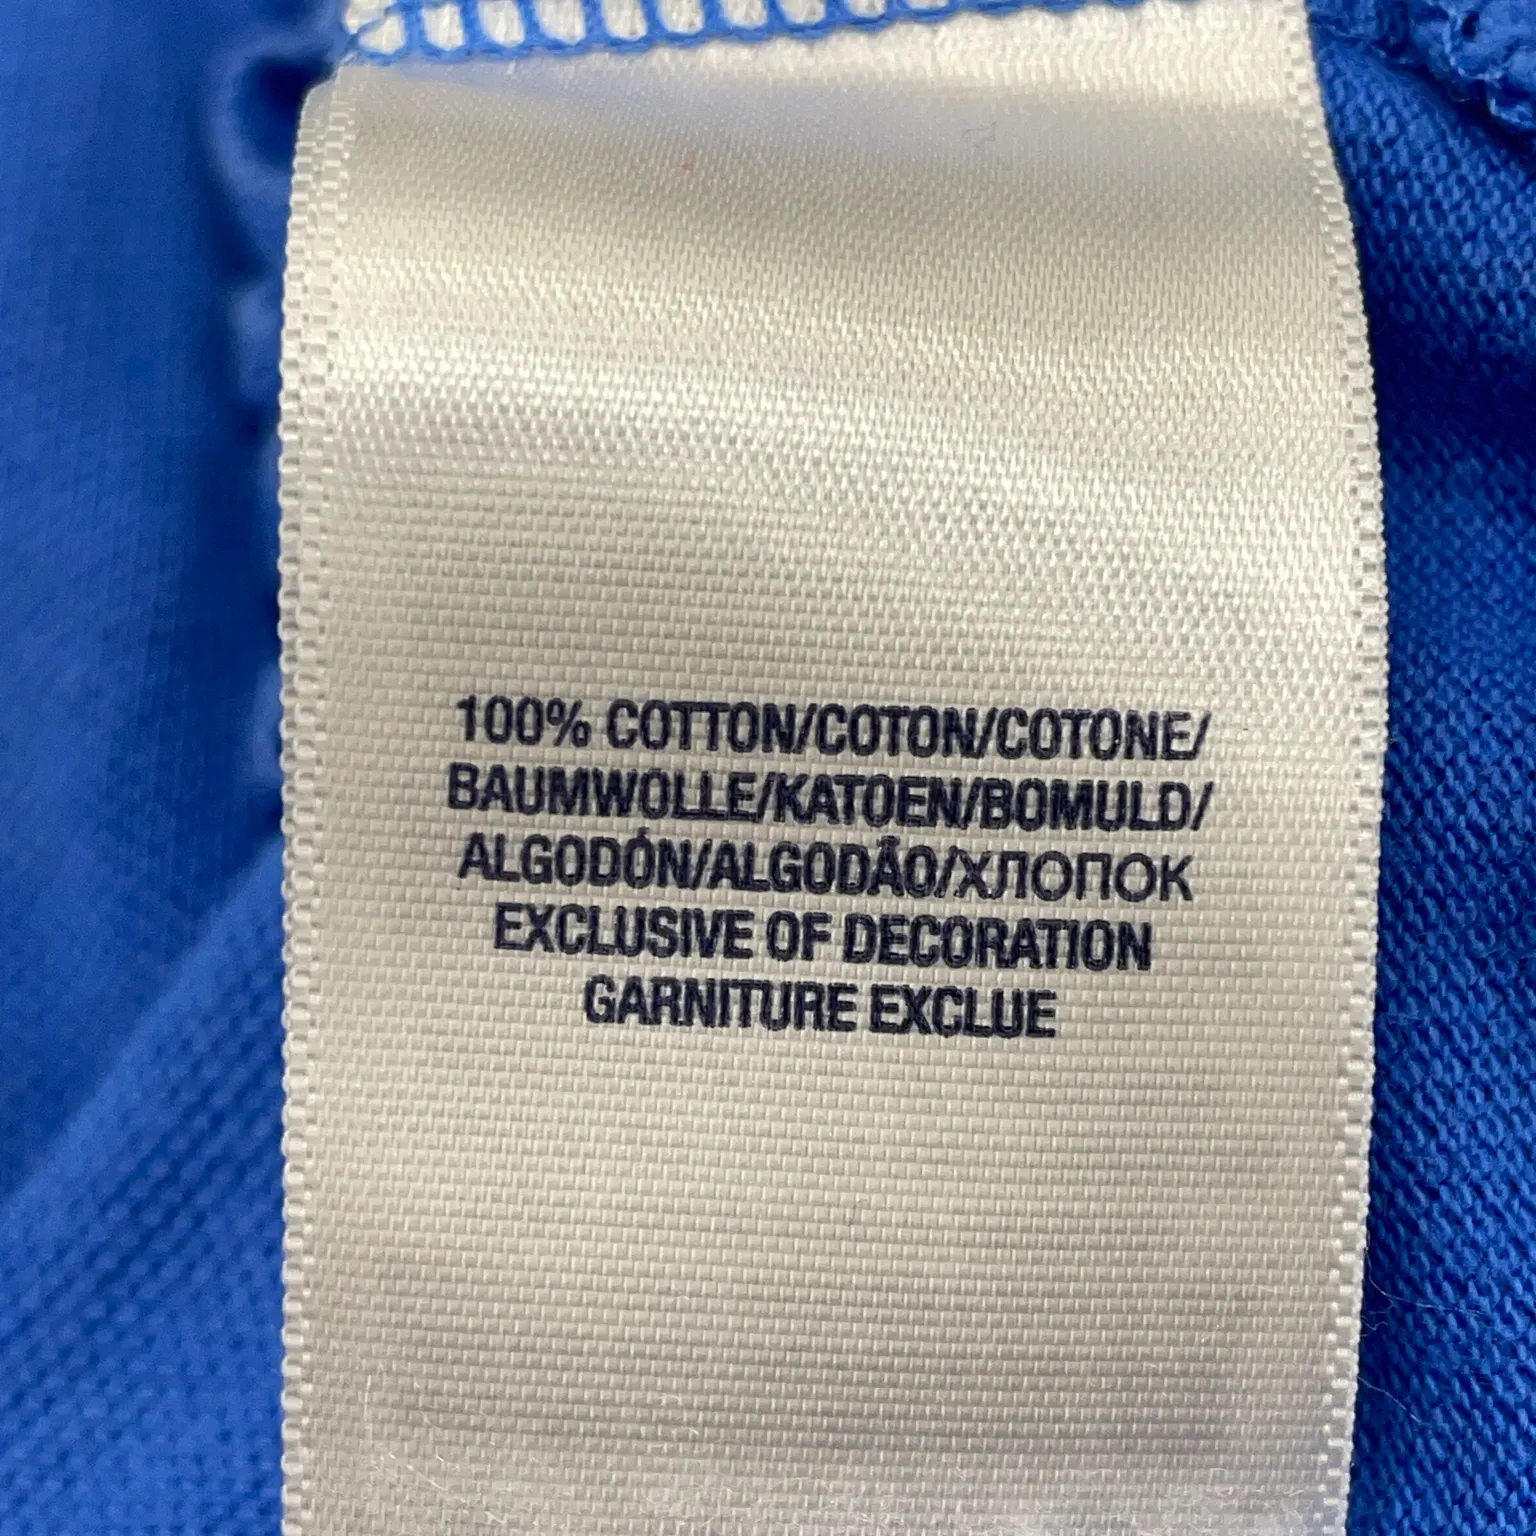 100% COTTON/COTON/COTONE/
BAUMWOLLE/KATOEN/BOMULD/
ALGODÓN/ALGODÃO/ХЛОПОК
EXCLUSIVE OF DECORATION
GARNITURE EXCLUE